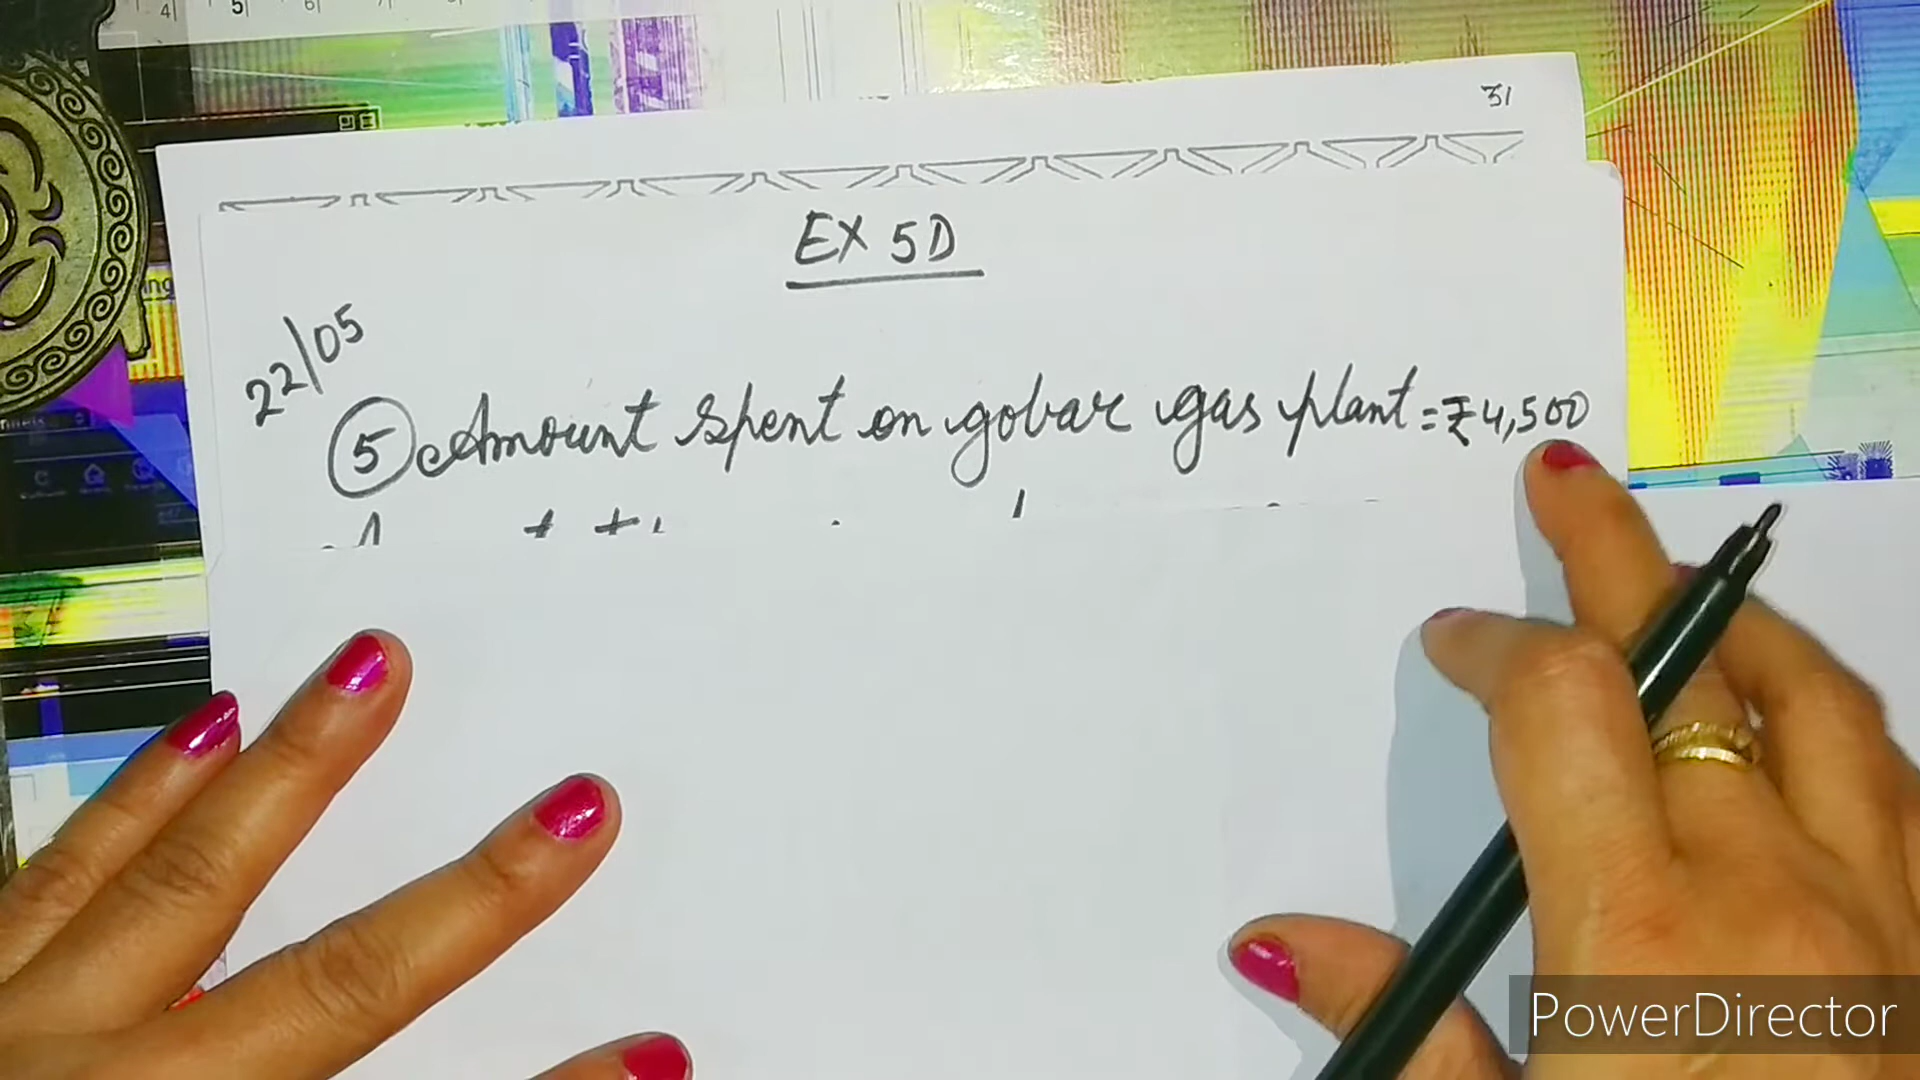 31
EX 5D
22/05
5 Amount spent on gobar gas plant = ₹4,500
PowerDirector